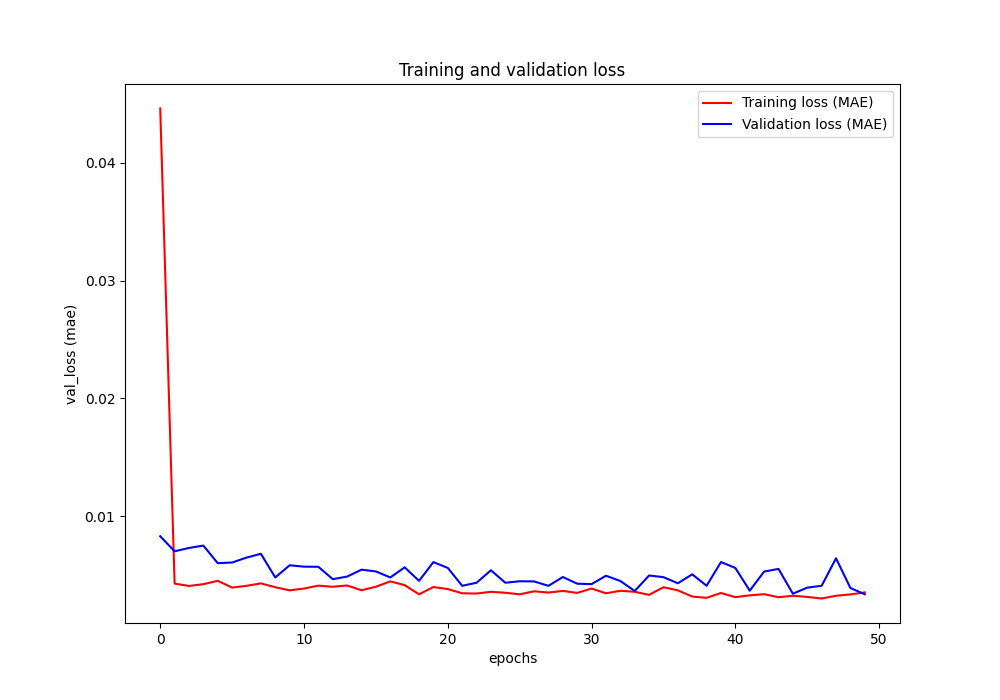 Training and validation loss
Training loss (MAE)
Validation loss (MAE)
val_loss (mae)
0.04
0.03
0.02
0.01
0 10 20 30 40 50
epochs